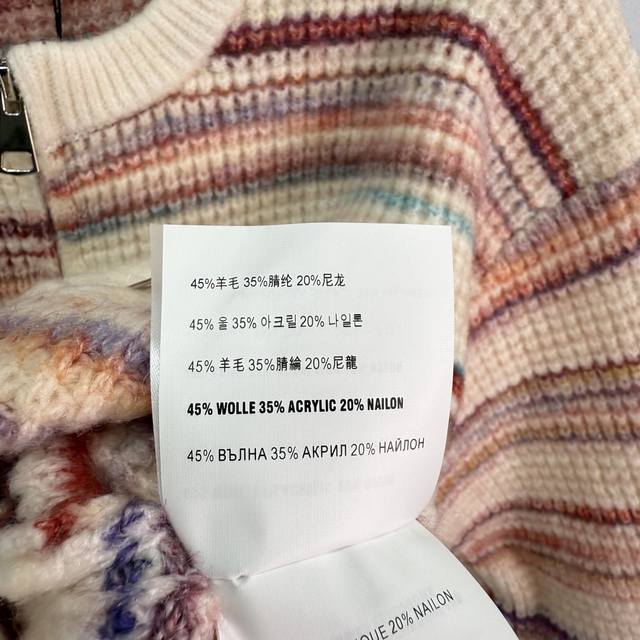 45%羊毛 35%腈纶 20%尼龙
45% 울 35% 아크릴 20% 나일론
45% 羊毛 35%腈綸 20%尼龍
45% WOLLE 35% ACRYLIC 20% NAILON
45% ВЪЛНА 35% АКРИЛ 20% НАЙЛОН
20% NAILON